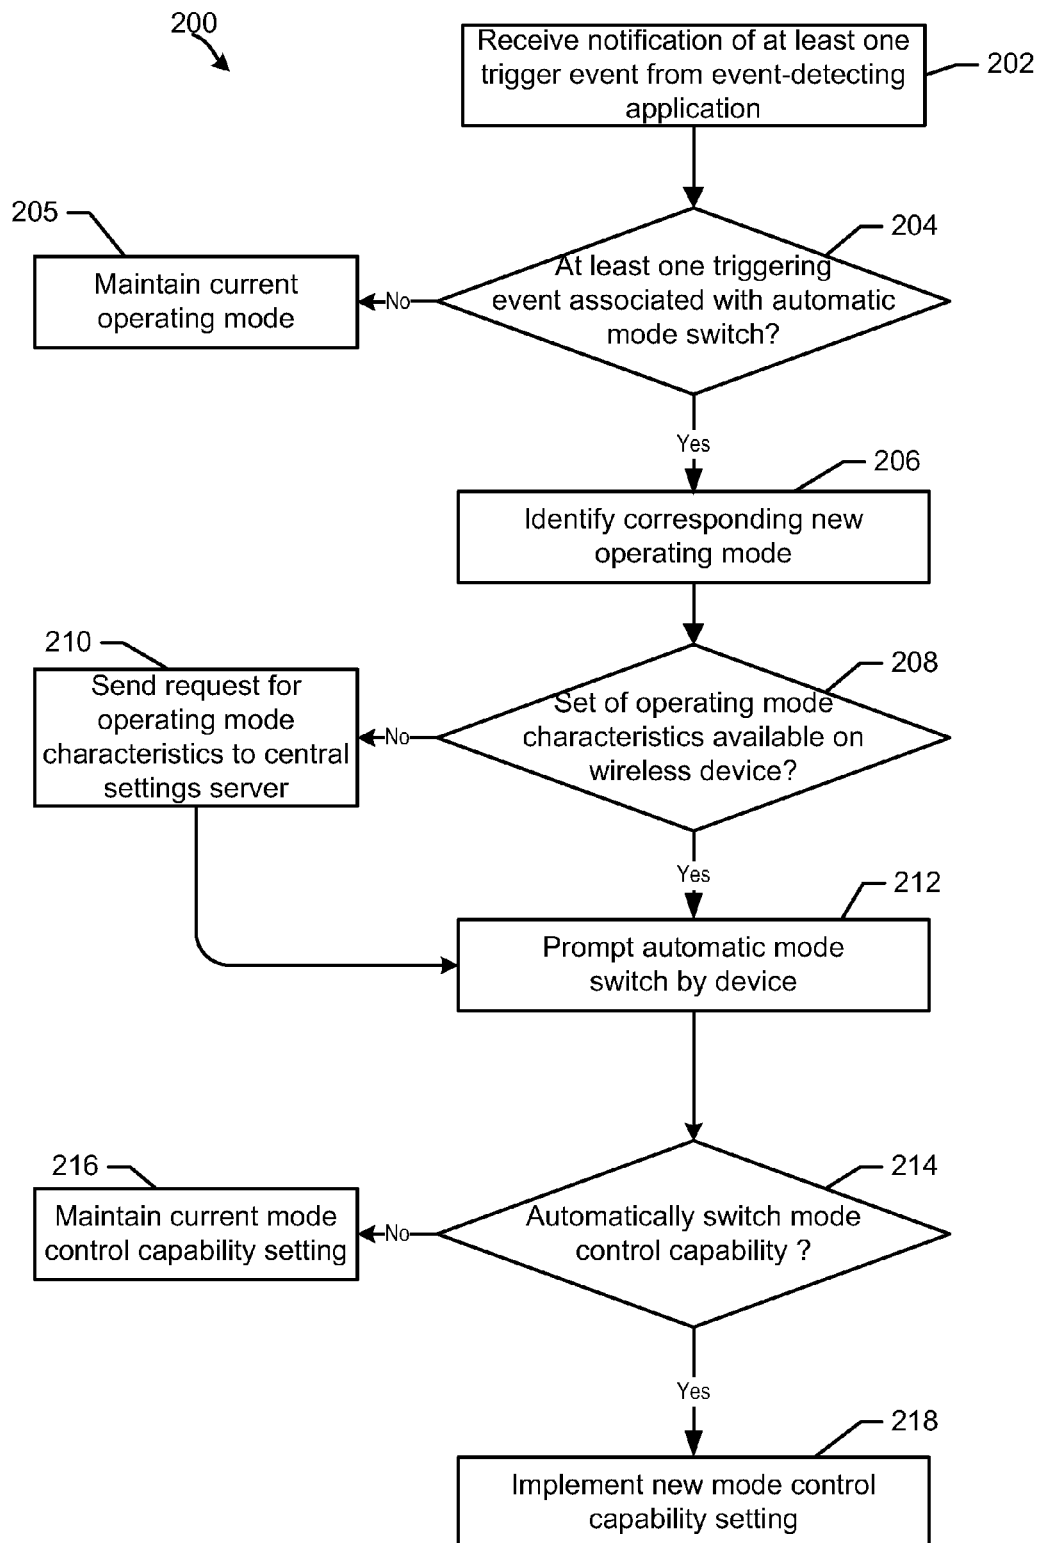 200
Receive notification of at least one
trigger event from event-detecting
application
202
205
204
Maintain current
operating mode
No
At least one triggering
event associated with automatic
mode switch?
Yes
206
Identify corresponding new
operating mode
210
208
Send request for
operating mode
characteristics to central
settings server
No
Set of operating mode
characteristics available on
wireless device?
Yes
212
Prompt automatic mode
switch by device
216
214
Maintain current mode
control capability setting
No
Automatically switch mode
control capability ?
Yes
218
Implement new mode control
capability setting